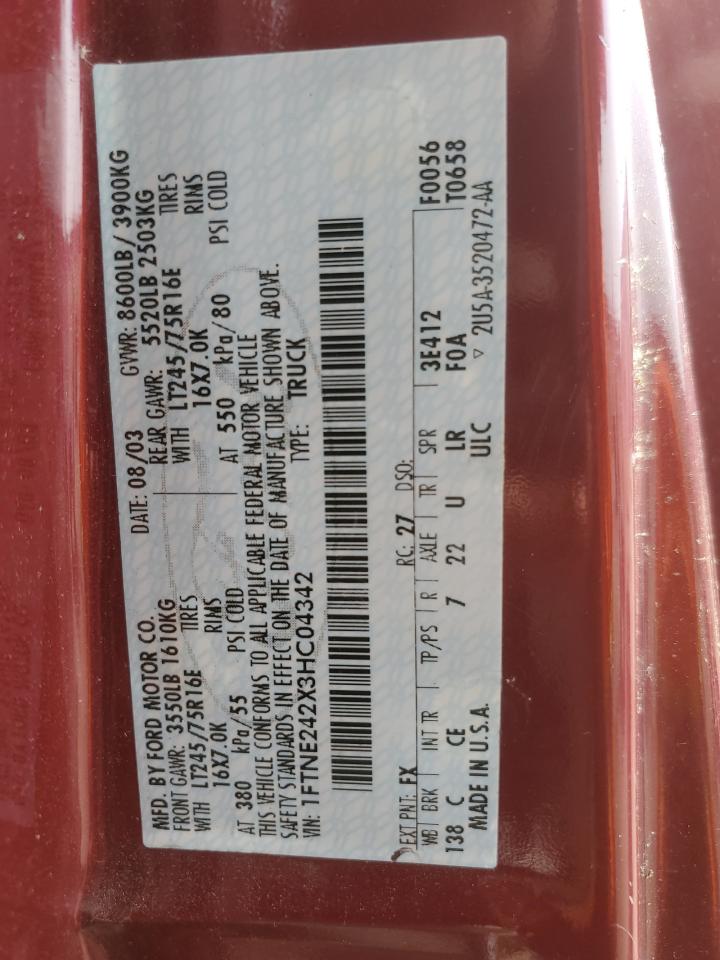 MFD. BY FORD MOTOR CO. DATE: 08/03 GVWR: 8600LB / 3900KG
FRONT GAWR: 3550LB 1610KG REAR GAWR: 5520LB 2503KG
WITH LT245/75R16E TIRES WITH LT245/75R16E TIRES
16X7.0K RIMS 16X7.0K RIMS
AT 380 kPa/55 PSI COLD AT 550 kPa/80 PSI COLD
THIS VEHICLE CONFORMS TO ALL APPLICABLE FEDERAL MOTOR VEHICLE
SAFETY STANDARDS IN EFFECT ON THE DATE OF MANUFACTURE SHOWN ABOVE.
VIN: 1FTNE242X3HC04342 TYPE: TRUCK
EXT PNT: FX RC: 27 DSO:
WB BRK INT TR TP/PS R AXLE TR SPR 3E412 F0056
138 C CE 7 22 U LR F0A T0658
MADE IN U.S.A. ULC ▽ 2U5A-3520472-AA